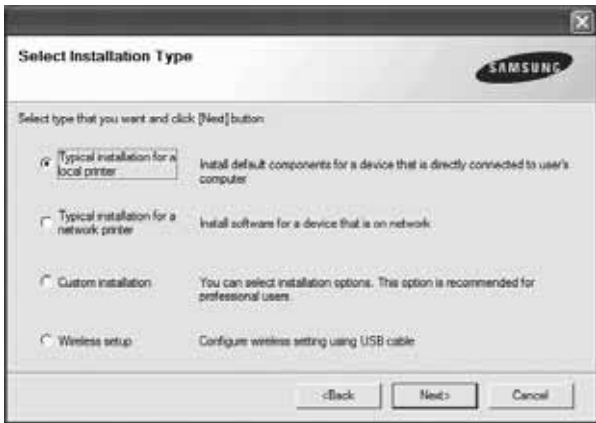 Select Installation Type
SAMSUNG
Select type that you want and click [Next] button
Typical installation for a
local printer
Install default components for a device that is directly connected to user's
computer
Typical installation for a
network printer
Install software for a device that is on network
Custom installation
You can select installation options. This option is recommended for
professional users.
Wireless setup
Configure wireless setting using USB cable
<Back
Next>
Cancel